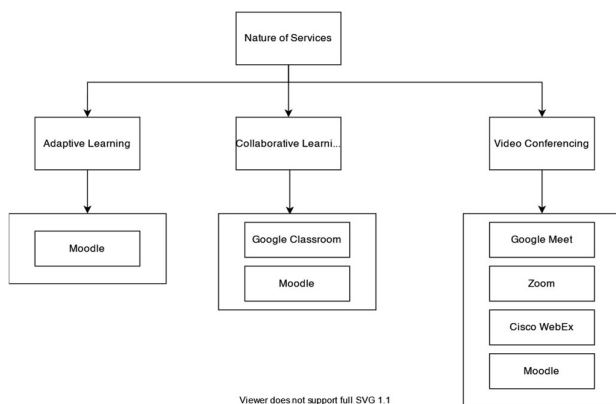 Nature of Services
Adaptive Learning
Collaborative Learni...
Video Conferencing
Moodle
Google Classroom
Moodle
Google Meet
Zoom
Cisco WebEx
Moodle
Viewer does not support full SVG 1.1